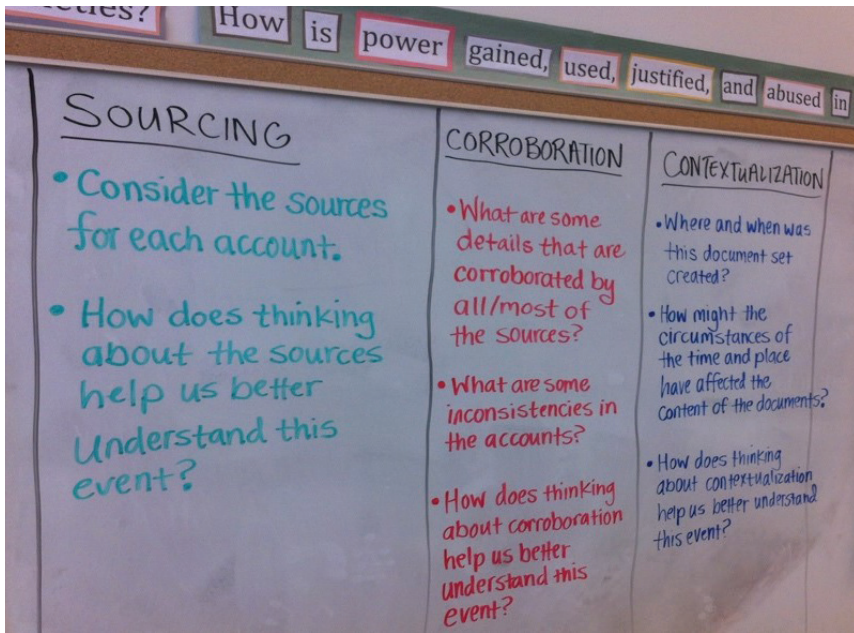 How is power gained, used, justified, and abused in
SOURCING
• Consider the sources
for each account.
• How does thinking
about the sources
help us better
Understand this
event?
CORROBORATION
• What are some
details that are
corroborated by
all/most of
the sources?
• What are some
inconsistencies in
the accounts?
• How does thinking
about corroboration
help us better
understand this
event?
CONTEXTUALIZATION
• Where and when was
this document set
created?
• How might the
circumstances of
the time and place
have affected the
content of the documents?
• How does thinking
about contextualization
help us better understand
this event?